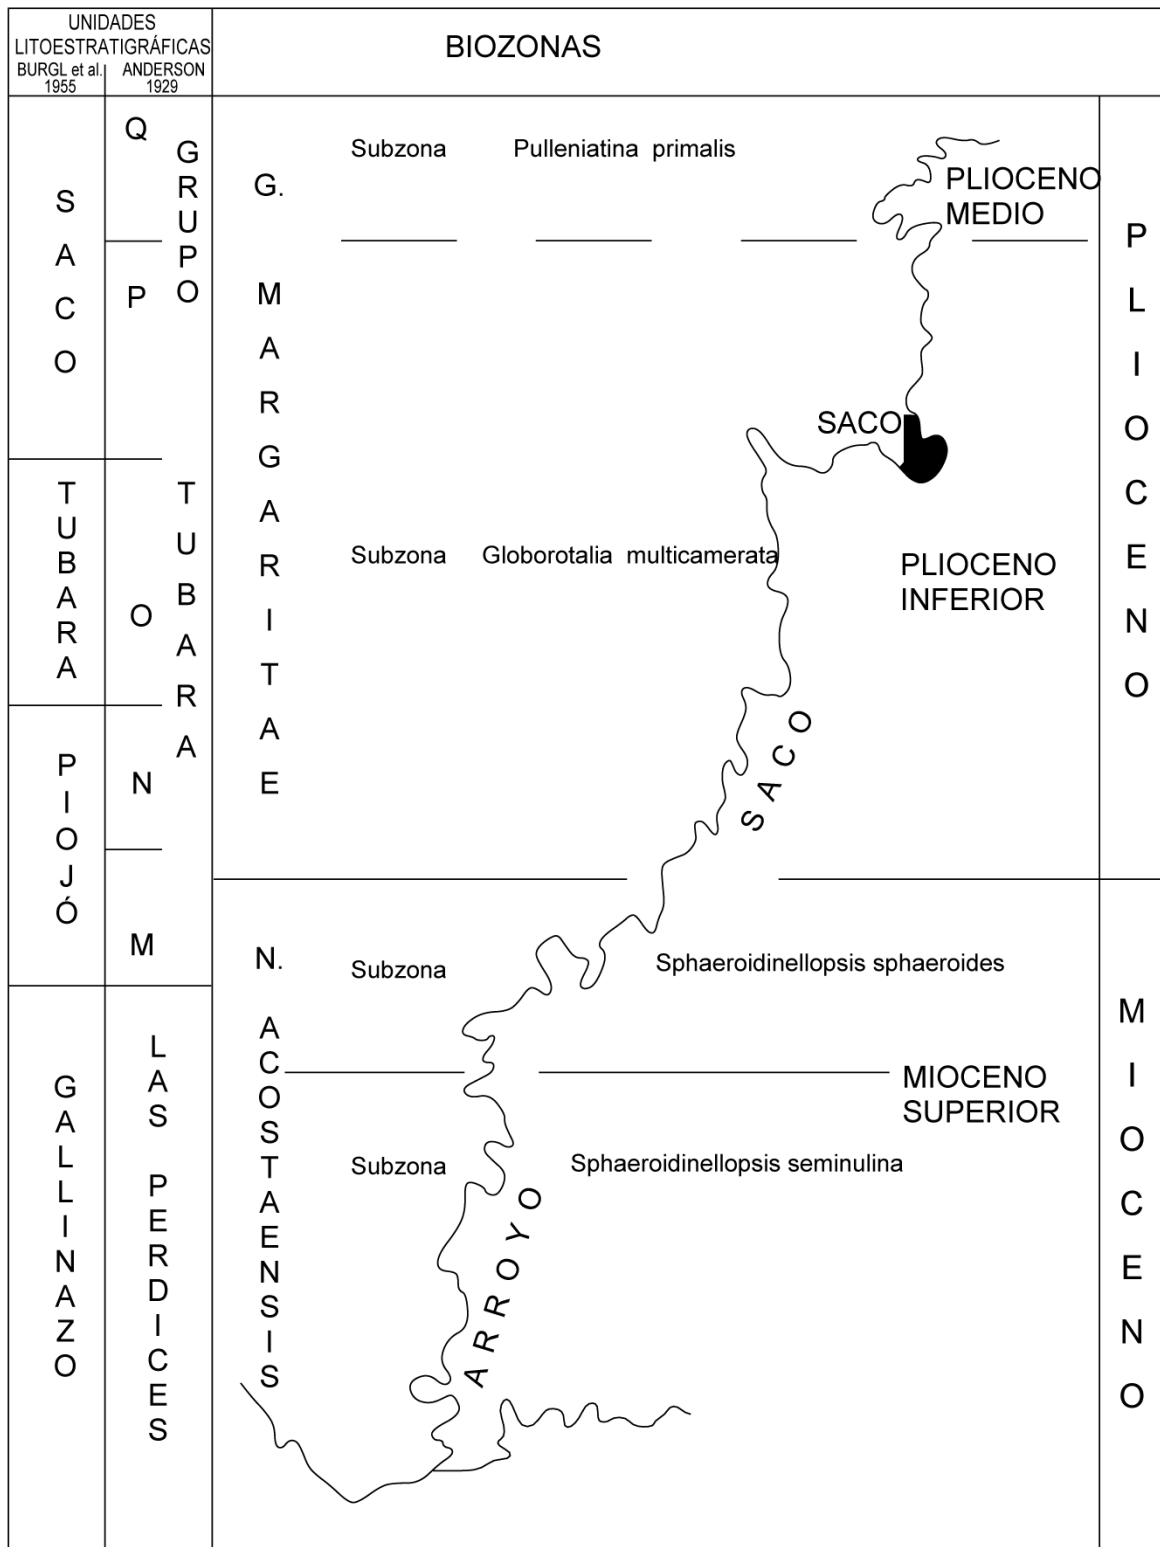 UNIDADES
LITOESTRATIGRÁFICAS
BURGL et al. 1955
ANDERSON 1929
BIOZONAS
SACO
TUBARA
PIOJÓ
GALLINAZO
Q
P
O
N
M
GRUPO TUBARA
LAS PERDICES
G. MARGARITAE
N. ACOSTAENSIS
Subzona Pulleniatina primalis
PLIOCENO
MEDIO
SACO
Subzona Globorotalia multicamerata
PLIOCENO
INFERIOR
Subzona Sphaeroidinellopsis sphaeroides
MIOCENO
SUPERIOR
Subzona Sphaeroidinellopsis seminulina
ARROYO SACO
PLIOCENO
MIOCENO